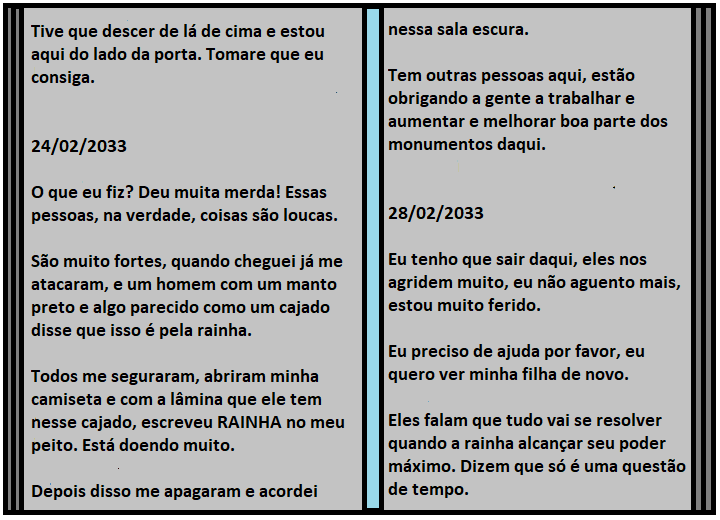 Tive que descer de lá de cima e estou
aqui do lado da porta. Tomare que eu
consiga.
24/02/2033
O que eu fiz? Deu muita merda! Essas
pessoas, na verdade, coisas são loucas.
São muito fortes, quando cheguei já me
atacaram, e um homem com um manto
preto e algo parecido como um cajado
disse que isso é pela rainha.
Todos me seguraram, abriram minha
camiseta e com a lâmina que ele tem
nesse cajado, escreveu RAINHA no meu
peito. Está doendo muito.
Depois disso me apagaram e acordei
nessa sala escura.
Tem outras pessoas aqui, estão
obrigando a gente a trabalhar e
aumentar e melhorar boa parte dos
monumentos daqui.
28/02/2033
Eu tenho que sair daqui, eles nos
agridem muito, eu não aguento mais,
estou muito ferido.
Eu preciso de ajuda por favor, eu
quero ver minha filha de novo.
Eles falam que tudo vai se resolver
quando a rainha alcançar seu poder
máximo. Dizem que só é uma questão
de tempo.